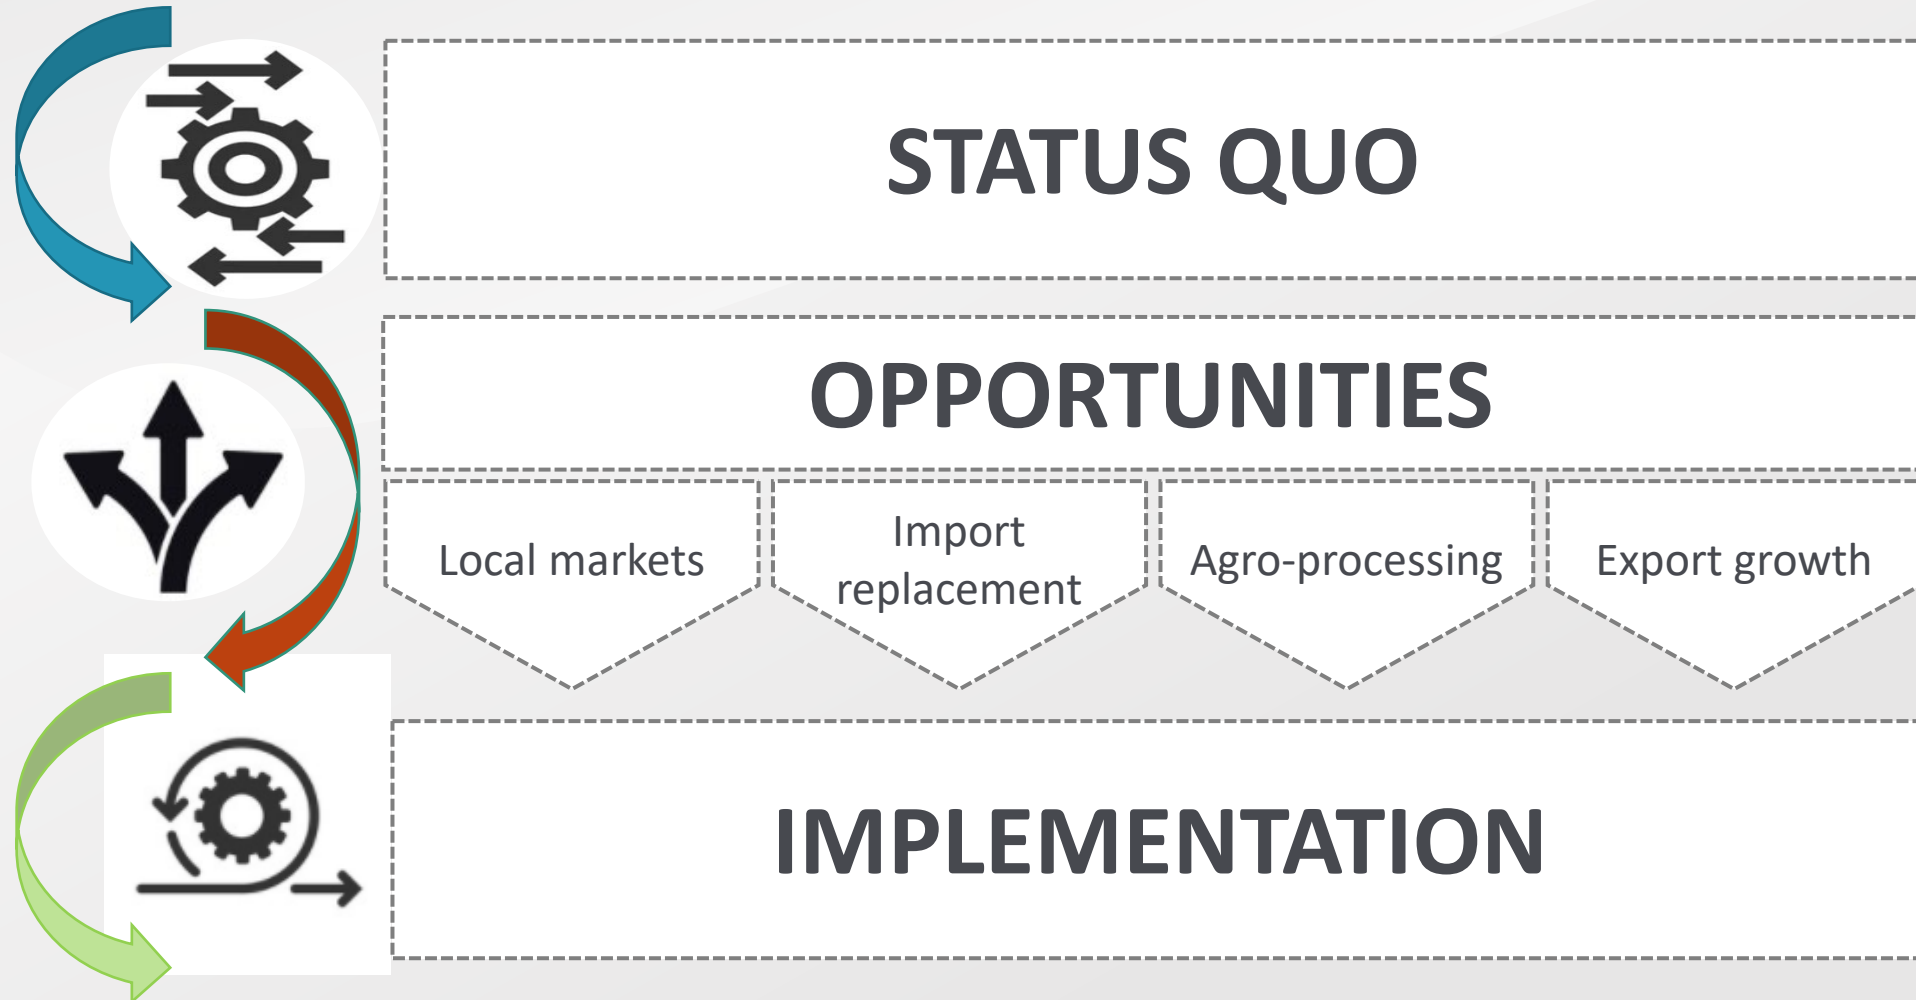 STATUS QUO
OPPORTUNITIES
Local markets
Import
replacement
Agro-processing
Export growth
IMPLEMENTATION